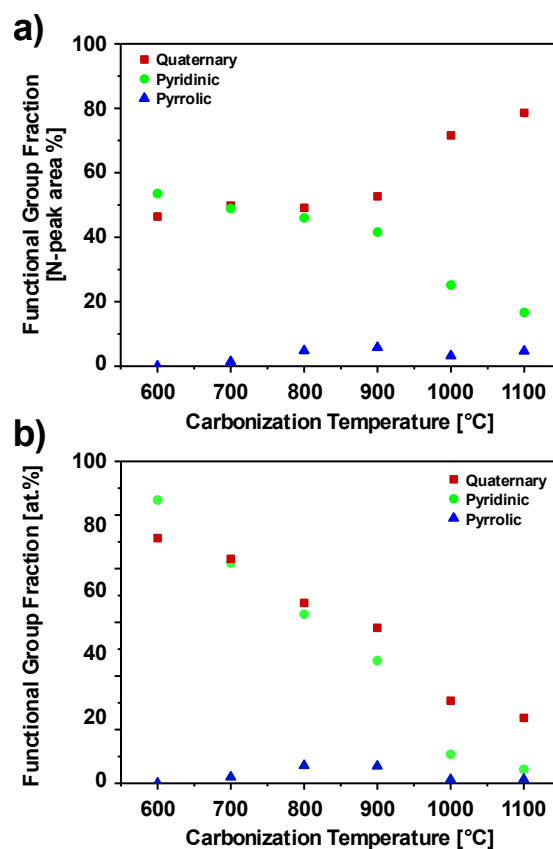 a)
100
80
60
40
20
0
Functional Group Fraction
[N-peak area %]
Quaternary
Pyridinic
Pyrrolic
600 700 800 900 1000 1100
Carbonization Temperature [°C]
b)
100
80
60
40
20
0
Functional Group Fraction [at.%]
Quaternary
Pyridinic
Pyrrolic
600 700 800 900 1000 1100
Carbonization Temperature [°C]